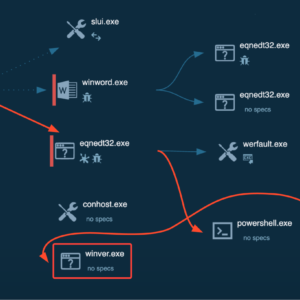 slui.exe
winword.exe
eqnedt32.exe
eqnedt32.exe
no specs
eqnedt32.exe
werfault.exe
conhost.exe
no specs
powershell.exe
no specs
winver.exe
no specs